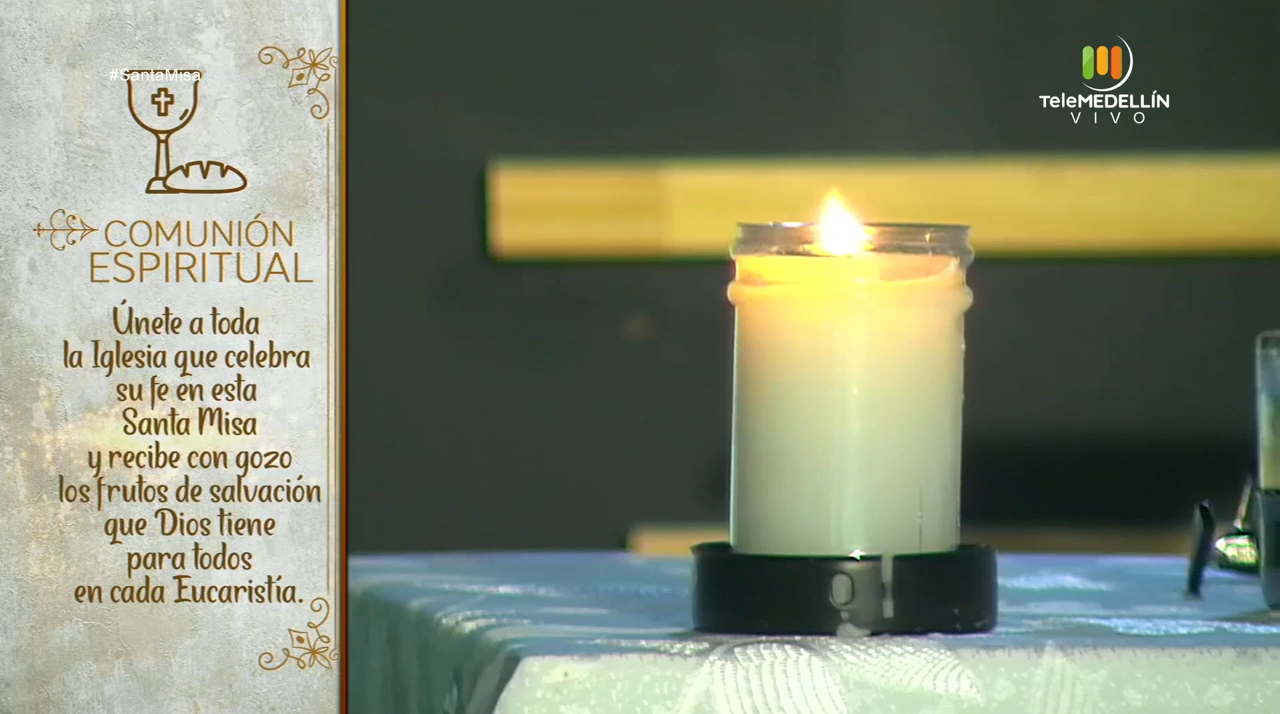 #SantaMisa
COMUNIÓN
ESPIRITUAL
Únete a toda
la Iglesia que celebra
su fe en esta
Santa Misa
y recibe con gozo
los frutos de salvación
que Dios tiene
para todos
en cada Eucaristía.
TeleMEDELLÍN
VIVO